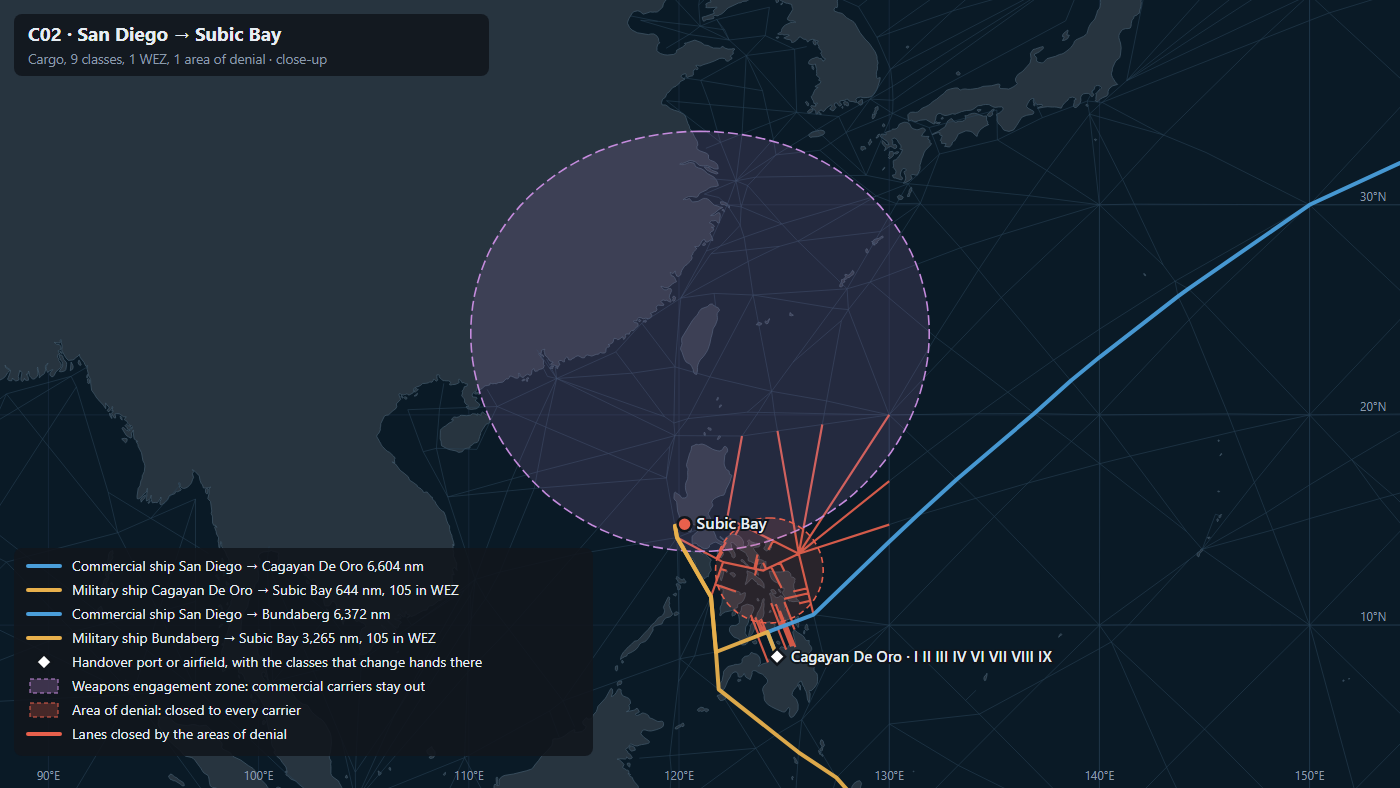 C02 · San Diego → Subic Bay
Cargo, 9 classes, 1 WEZ, 1 area of denial · close-up
30°N
20°N
Subic Bay
Commercial ship San Diego → Cagayan De Oro 6,604 nm
Military ship Cagayan De Oro → Subic Bay 644 nm, 105 in WEZ
Commercial ship San Diego → Bundaberg 6,372 nm
10°N
Military ship Bundaberg → Subic Bay 3,265 nm, 105 in WEZ
Handover port or airfield, with the classes that change hands there
Cagayan De Oro · I II III IV VI VII VIII IX
Weapons engagement zone: commercial carriers stay out
Area of denial: closed to every carrier
Lanes closed by the areas of denial
90°E 100°E 110°E 120°E 130°E 140°E 150°E